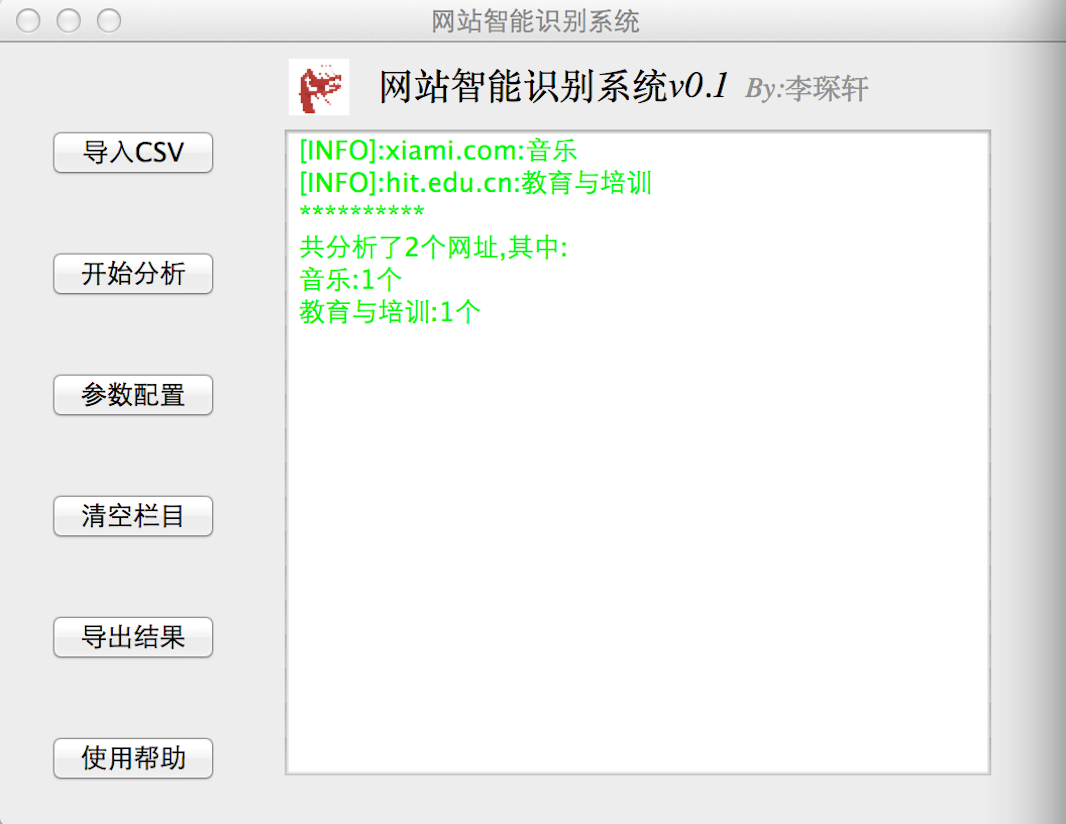 网站智能识别系统
网站智能识别系统v0.1 By:李琛轩
导入CSV
开始分析
参数配置
清空栏目
导出结果
使用帮助
[INFO]:xiami.com:音乐
[INFO]:hit.edu.cn:教育与培训
**********
共分析了2个网址,其中:
音乐:1个
教育与培训:1个